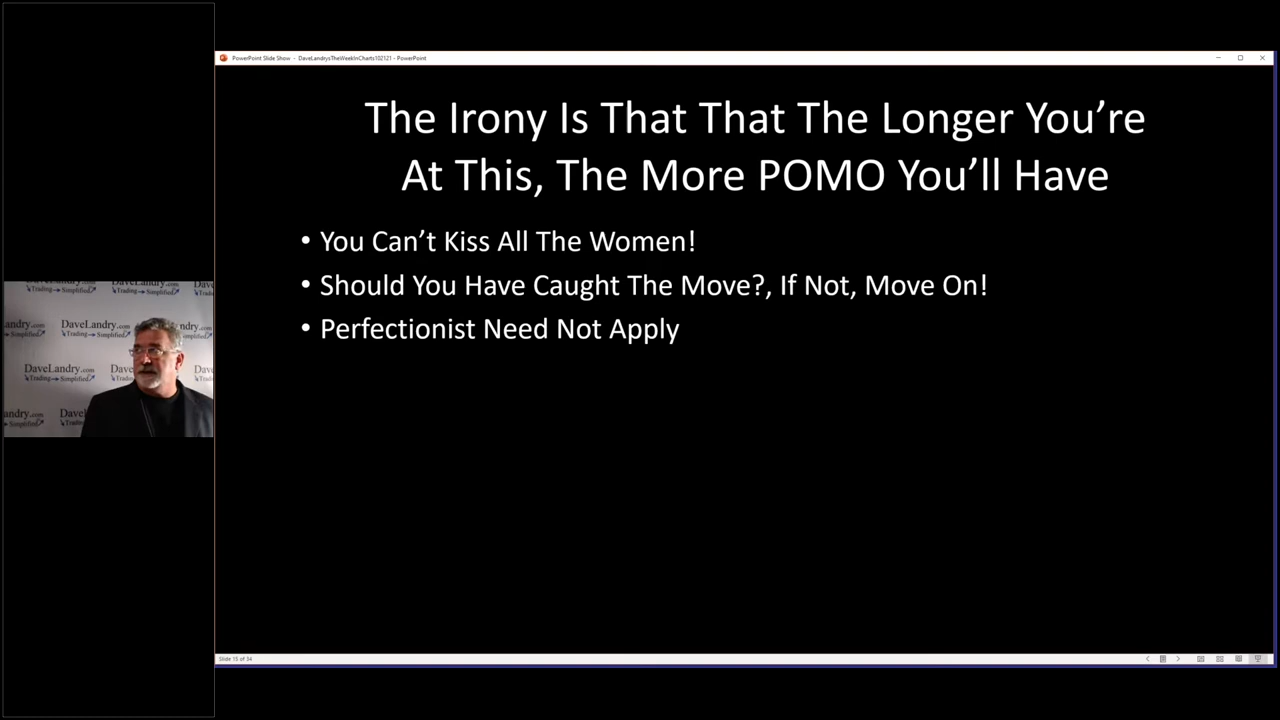 PowerPoint Slide Show - DaveLandrysTheWeekInCharts102121 - PowerPoint
The Irony Is That That The Longer You’re
At This, The More POMO You’ll Have
• You Can’t Kiss All The Women!
• Should You Have Caught The Move?, If Not, Move On!
• Perfectionist Need Not Apply
DaveLandry.com
Trading Simplified
Slide 15 of 34